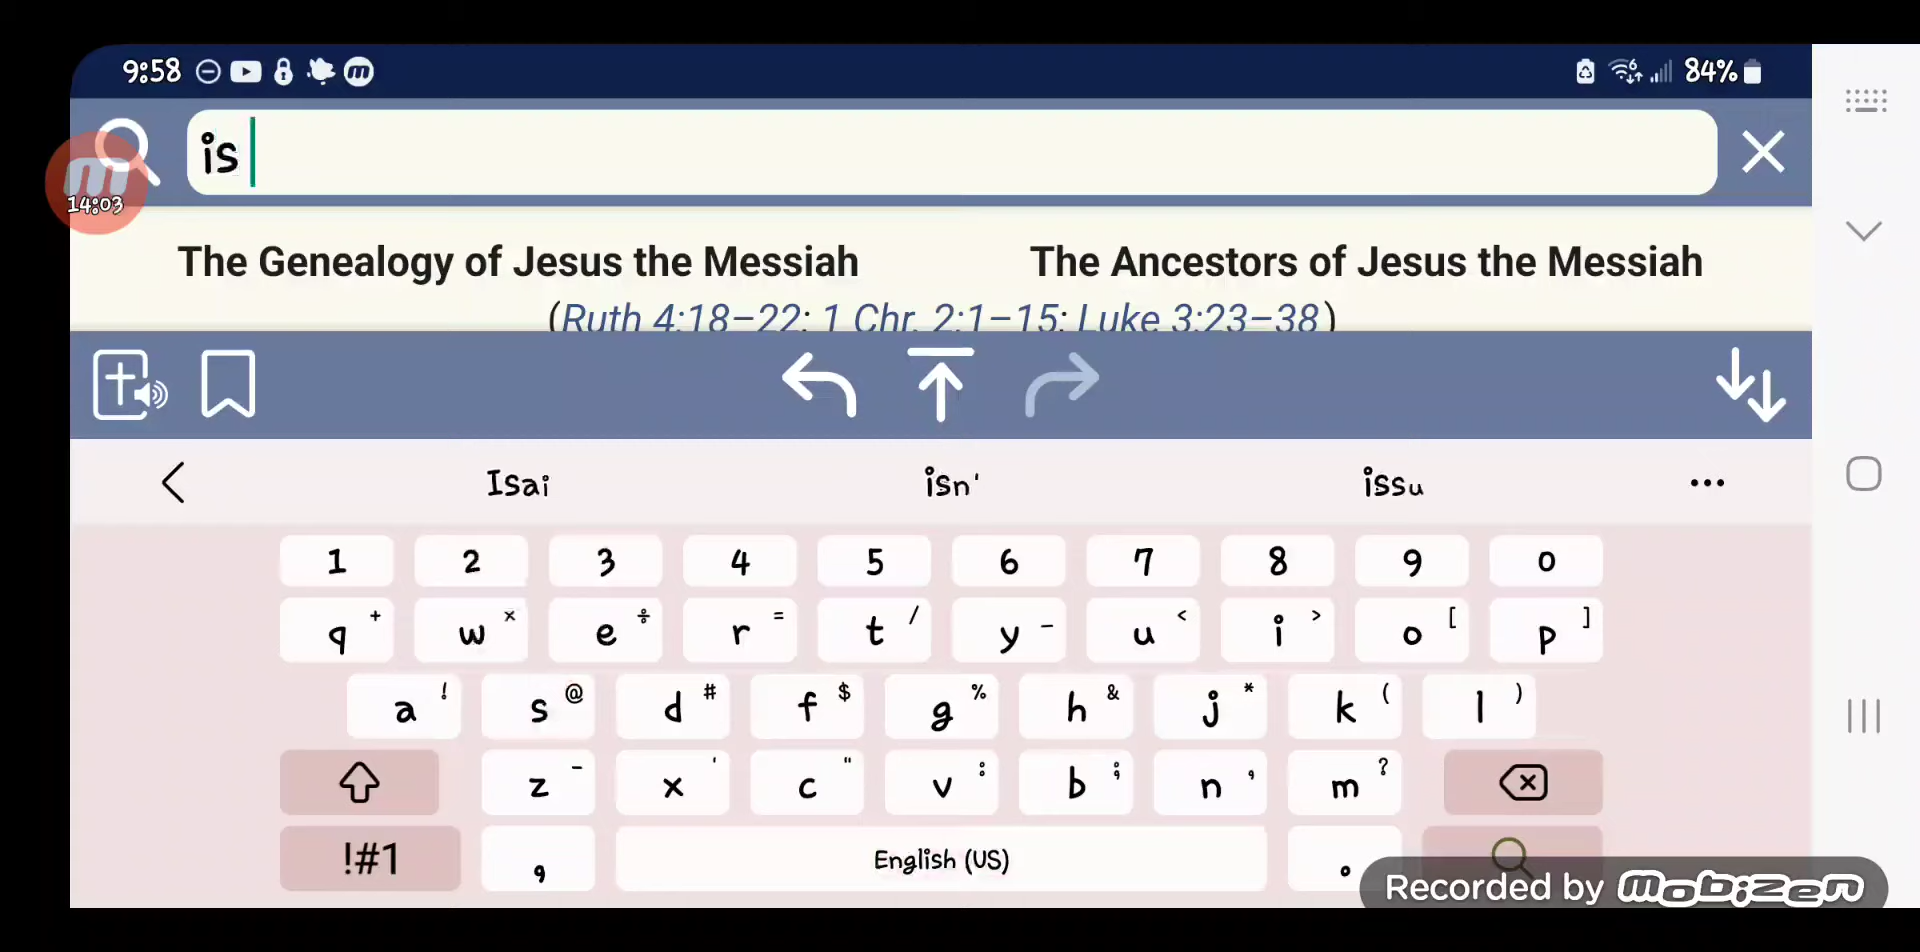 9:58
84%
is
14:03
The Genealogy of Jesus the Messiah
The Ancestors of Jesus the Messiah
(Ruth 4:18–22; 1 Chr. 2:1–15; Luke 3:23–38)
Isai isn' issu ...
1 2 3 4 5 6 7 8 9 0
q + w × e ÷ r = t / y - u < i > o [ p ]
a ! s @ d # f $ g % h & j * k ( l )
z - x ' c " v : b ; n , m ?
!#1 , English (US) .
Recorded by mobizen